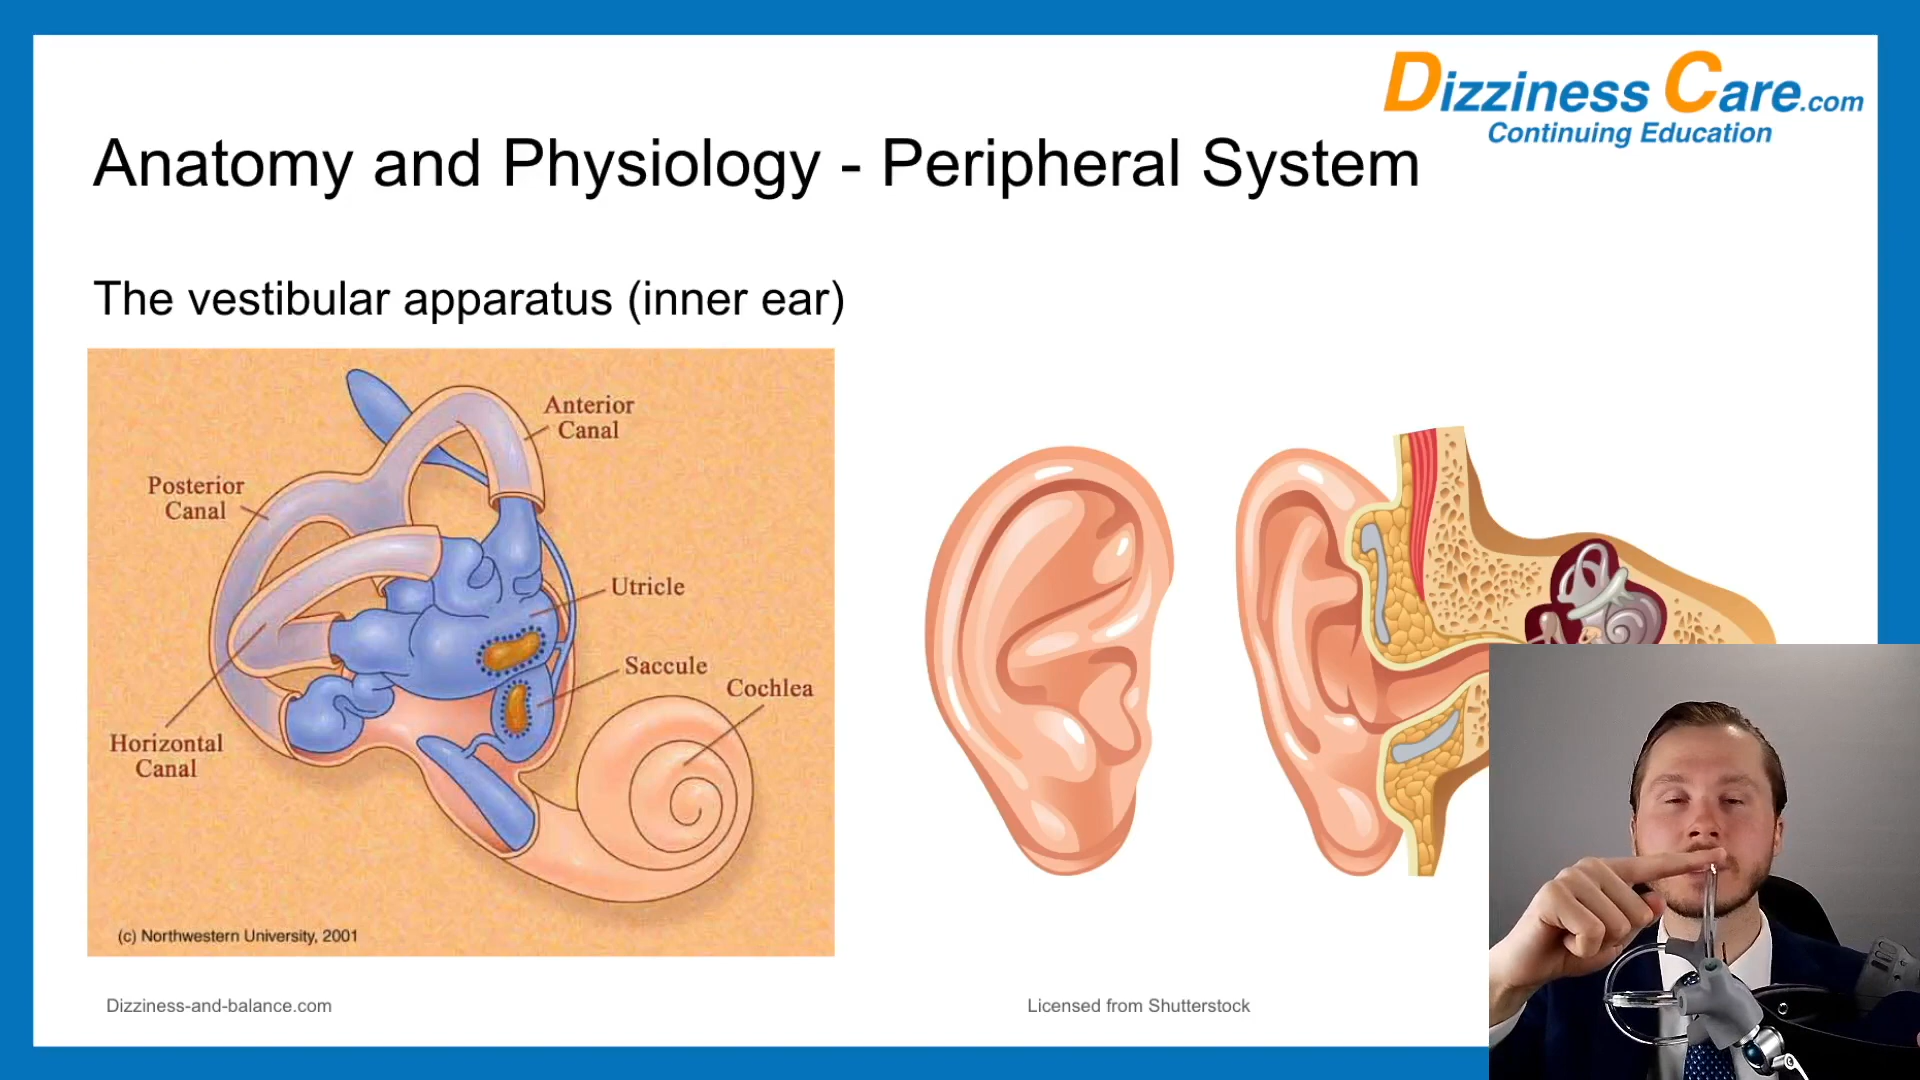 Dizziness Care.com
Continuing Education
Anatomy and Physiology - Peripheral System
The vestibular apparatus (inner ear)
Anterior
Canal
Posterior
Canal
Utricle
Saccule
Cochlea
Horizontal
Canal
(c) Northwestern University, 2001
Dizziness-and-balance.com
Licensed from Shutterstock